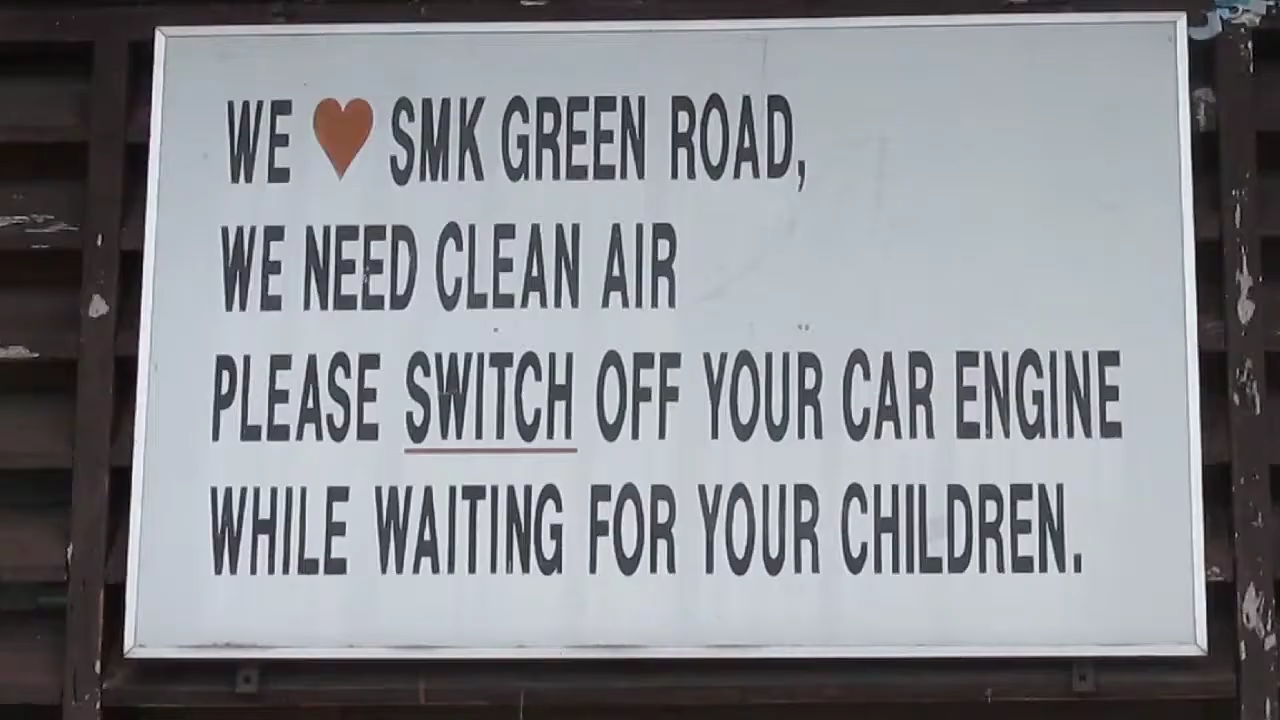 WE ❤ SMK GREEN ROAD,
WE NEED CLEAN AIR
PLEASE SWITCH OFF YOUR CAR ENGINE
WHILE WAITING FOR YOUR CHILDREN.